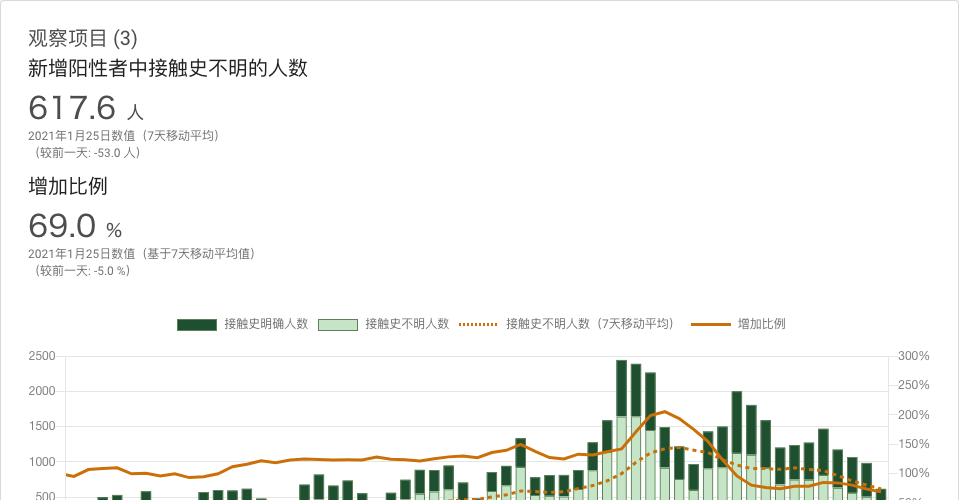 观察项目 (3)
新增阳性者中接触史不明的人数
617.6 人
2021年1月25日数值（7天移动平均）
（较前一天: -53.0 人）
增加比例
69.0 %
2021年1月25日数值（基于7天移动平均值）
（较前一天: -5.0 %）
接触史明确人数 接触史不明人数 接触史不明人数（7天移动平均） 增加比例
2500 300%
250%
2000
200%
1500
150%
1000
100%
500